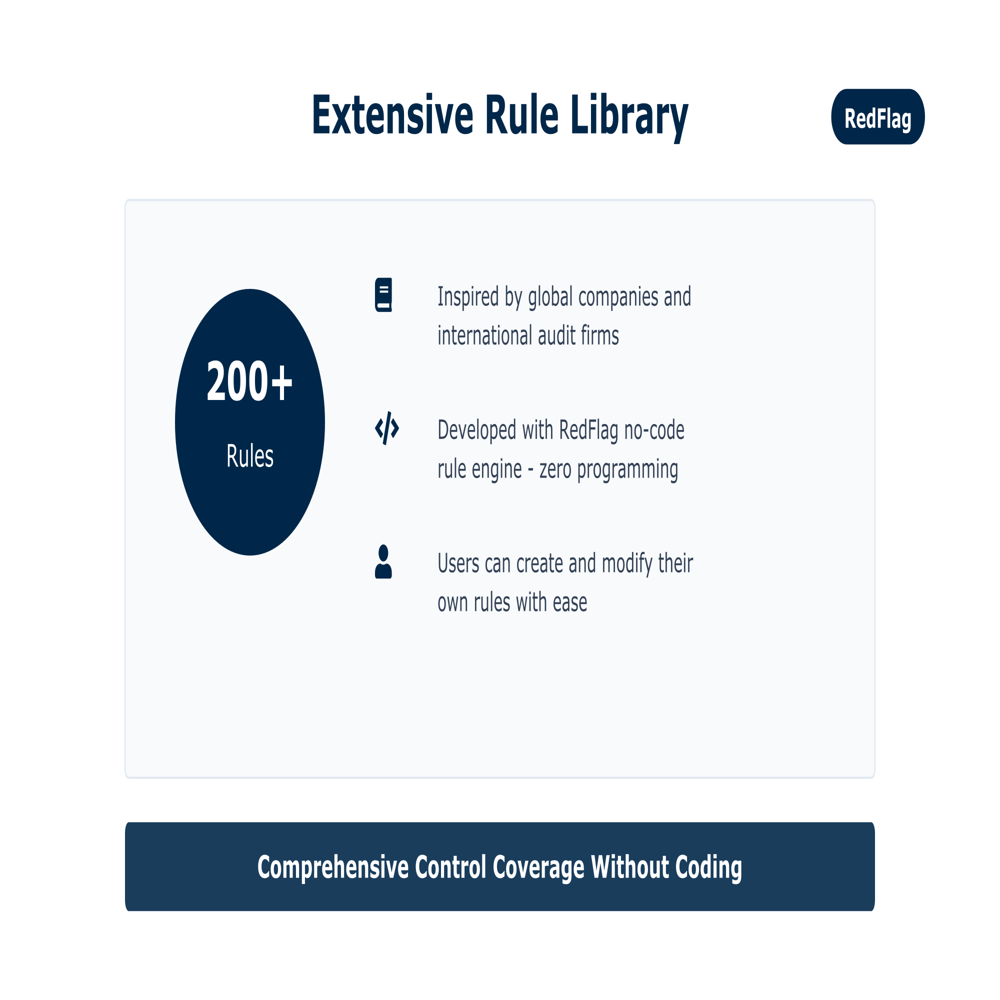 Extensive Rule Library
RedFlag
200+
Rules
Inspired by global companies and
international audit firms
Developed with RedFlag no-code
rule engine - zero programming
Users can create and modify their
own rules with ease
Comprehensive Control Coverage Without Coding